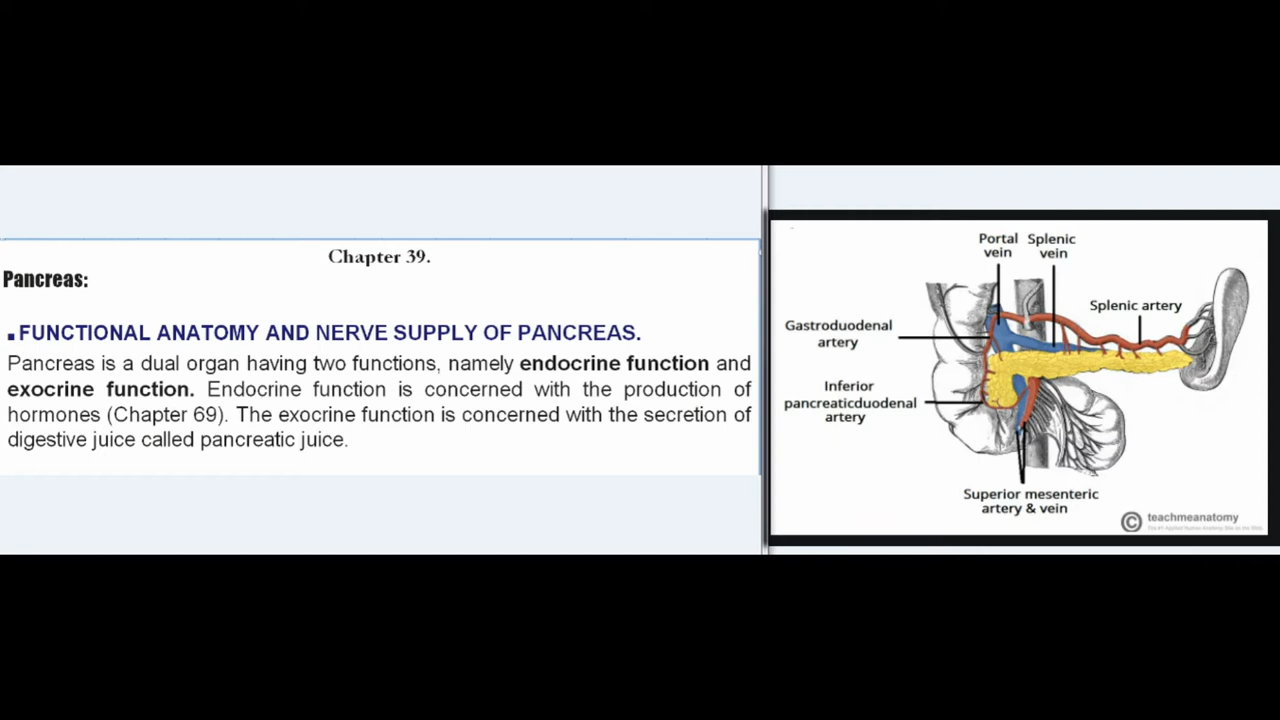 Chapter 39.
Pancreas:
▪FUNCTIONAL ANATOMY AND NERVE SUPPLY OF PANCREAS.
Pancreas is a dual organ having two functions, namely endocrine function and
exocrine function. Endocrine function is concerned with the production of
hormones (Chapter 69). The exocrine function is concerned with the secretion of
digestive juice called pancreatic juice.
Portal
vein
Splenic
vein
Splenic artery
Gastroduodenal
artery
Inferior
pancreaticduodenal
artery
Superior mesenteric
artery & vein
© teachmeanatomy